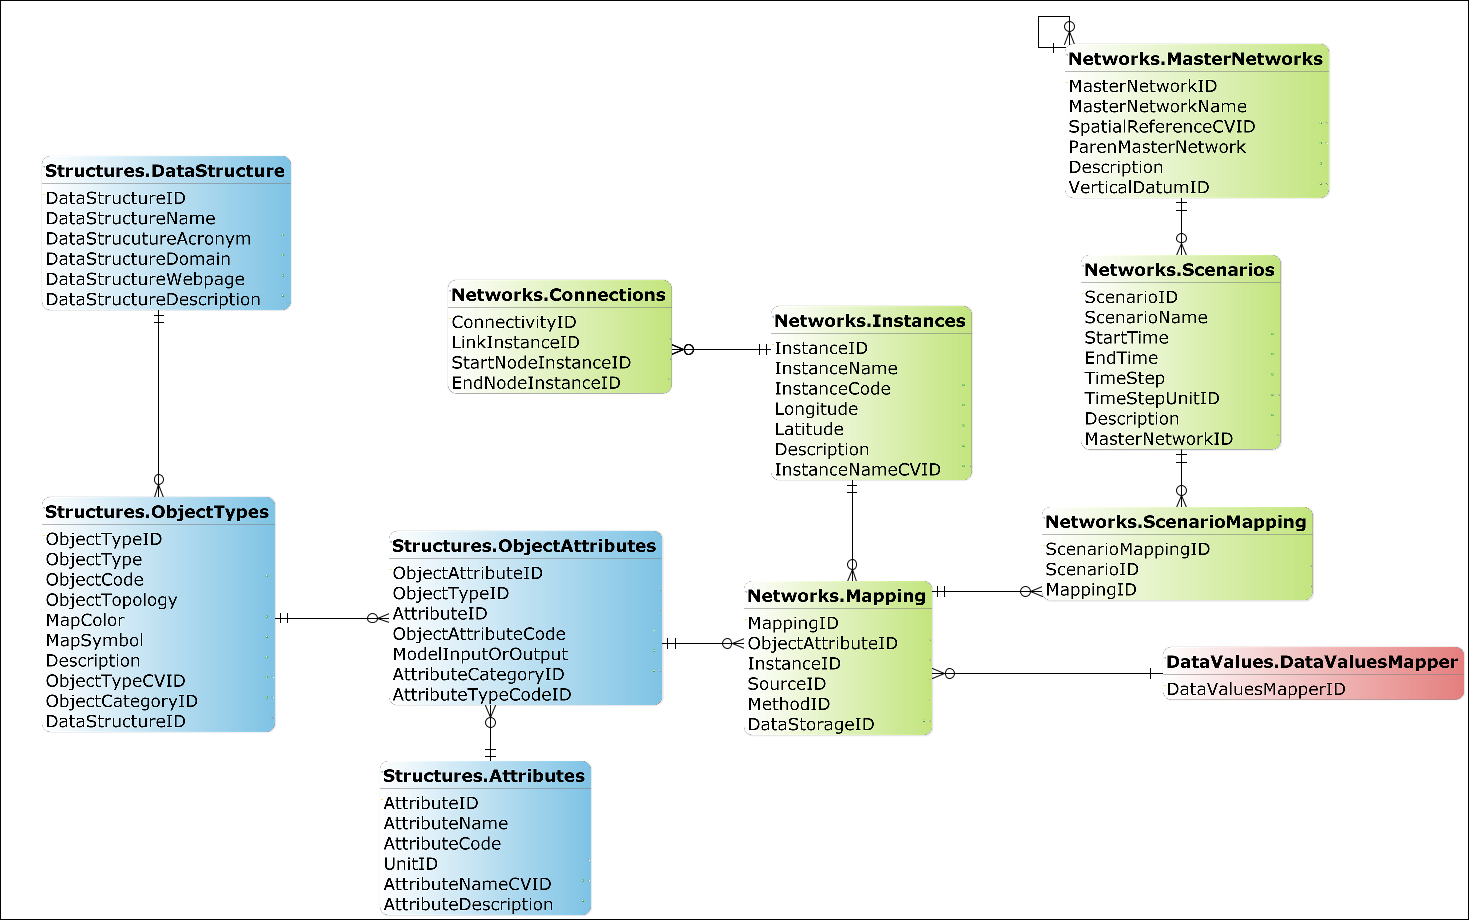 Networks.MasterNetworks
MasterNetworkID
MasterNetworkName
SpatialReferenceCVID
ParenMasterNetwork
Description
VerticalDatumID
Structures.DataStructure
DataStructureID
DataStructureName
DataStrucutureAcronym
DataStructureDomain
DataStructureWebpage
DataStructureDescription
Networks.Connections
ConnectivityID
LinkInstanceID
StartNodeInstanceID
EndNodeInstanceID
Networks.Instances
InstanceID
InstanceName
InstanceCode
Longitude
Latitude
Description
InstanceNameCVID
Networks.Scenarios
ScenarioID
ScenarioName
StartTime
EndTime
TimeStep
TimeStepUnitID
Description
MasterNetworkID
Structures.ObjectTypes
ObjectTypeID
ObjectType
ObjectCode
ObjectTopology
MapColor
MapSymbol
Description
ObjectTypeCVID
ObjectCategoryID
DataStructureID
Structures.ObjectAttributes
ObjectAttributeID
ObjectTypeID
AttributeID
ObjectAttributeCode
ModelInputOrOutput
AttributeCategoryID
AttributeTypeCodeID
Networks.Mapping
MappingID
ObjectAttributeID
InstanceID
SourceID
MethodID
DataStorageID
Networks.ScenarioMapping
ScenarioMappingID
ScenarioID
MappingID
DataValues.DataValuesMapper
DataValuesMapperID
Structures.Attributes
AttributeID
AttributeName
AttributeCode
UnitID
AttributeNameCVID
AttributeDescription